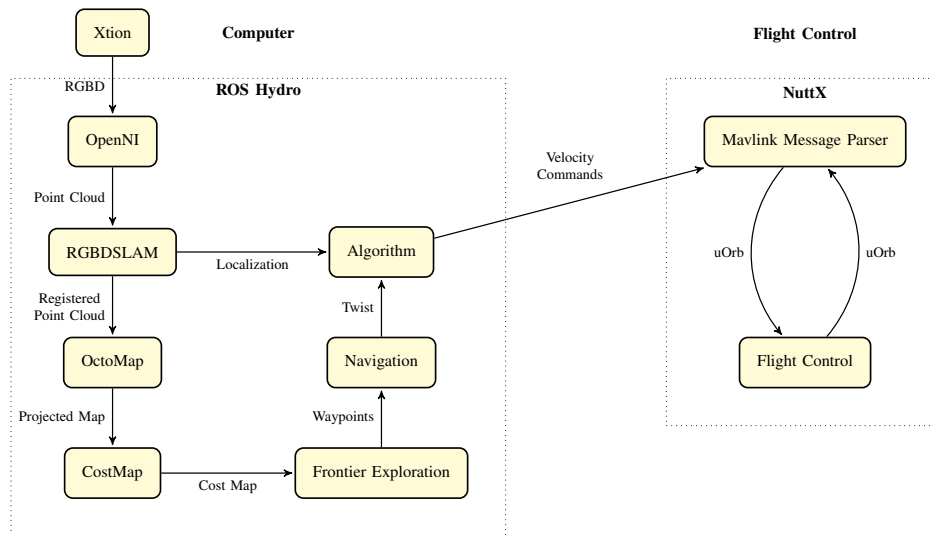 Xtion
Computer
Flight Control
RGBD
ROS Hydro
NuttX
OpenNI
Mavlink Message Parser
Velocity
Commands
Point Cloud
RGBDSLAM
Algorithm
Localization
uOrb
uOrb
Registered
Point Cloud
Twist
OctoMap
Navigation
Flight Control
Projected Map
Waypoints
CostMap
Frontier Exploration
Cost Map